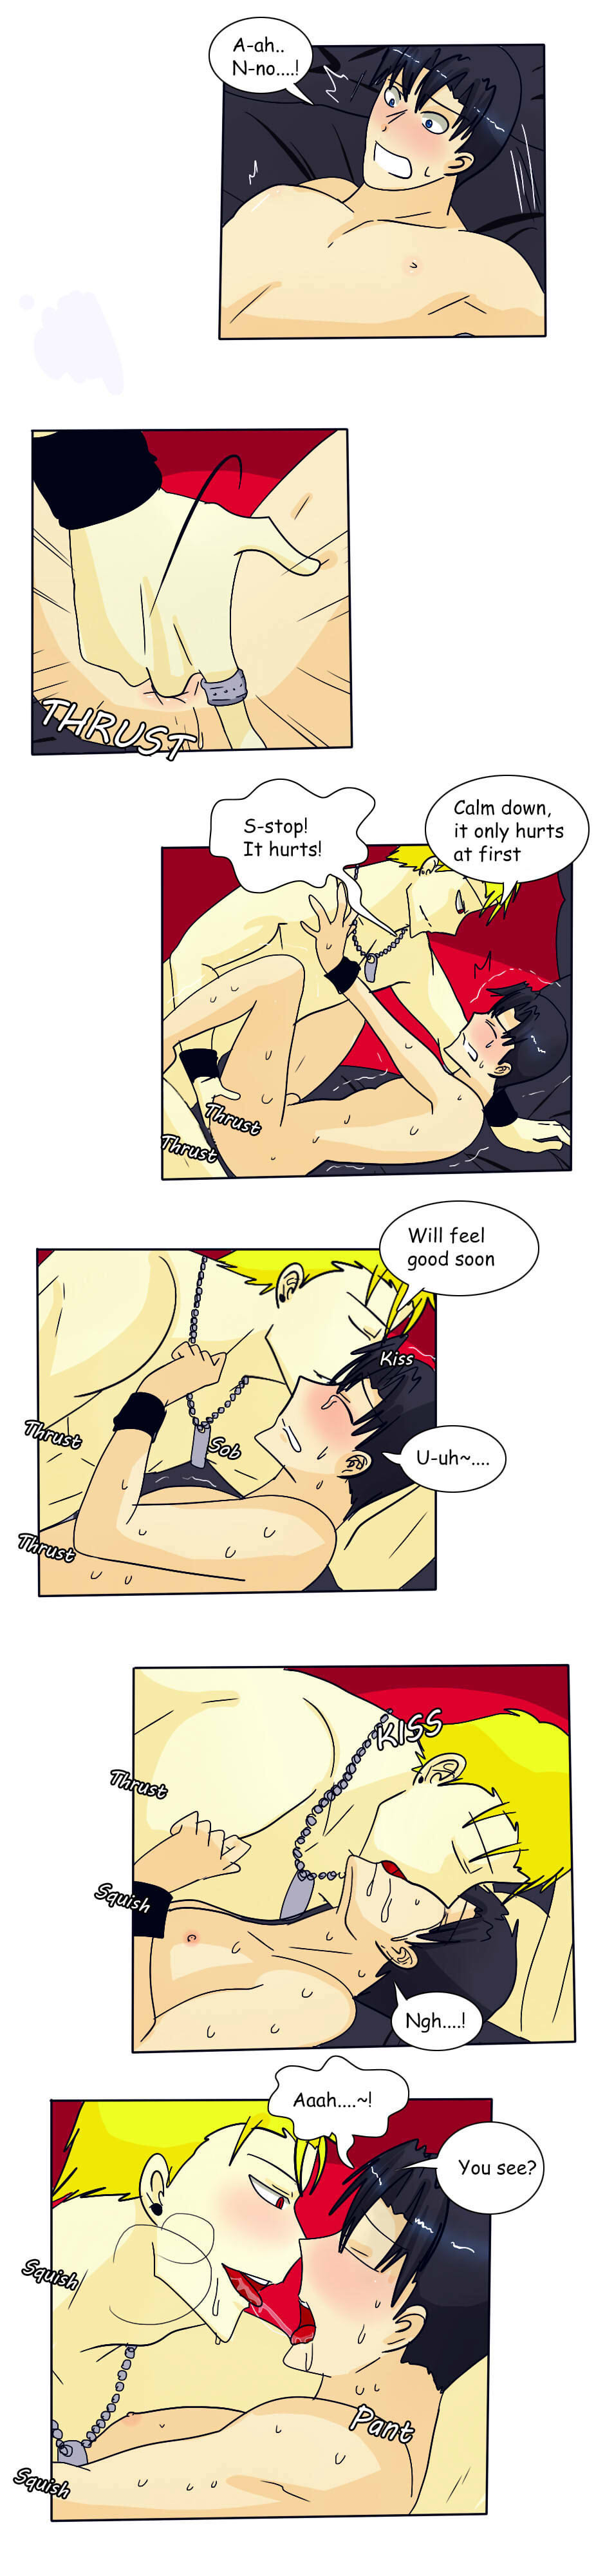 A-ah..
N-no....!
THRUST
S-stop!
It hurts!
Calm down,
it only hurts
at first
Thrust
Thrust
Will feel
good soon
Kiss
Thrust
Sob
U-uh~....
Thrust
KISS
Thrust
Squish
Ngh....!
Aaah....~!
You see?
Squish
Pant
Squish